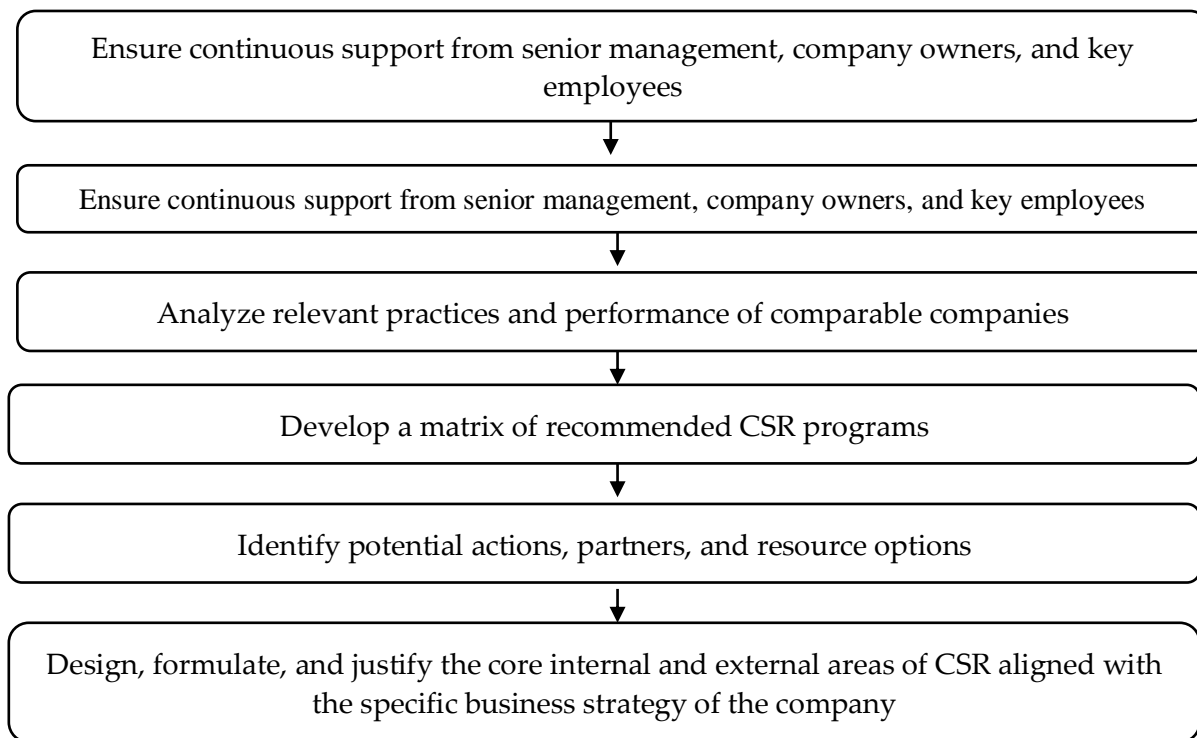 Ensure continuous support from senior management, company owners, and key
employees
Ensure continuous support from senior management, company owners, and key employees
Analyze relevant practices and performance of comparable companies
Develop a matrix of recommended CSR programs
Identify potential actions, partners, and resource options
Design, formulate, and justify the core internal and external areas of CSR aligned with
the specific business strategy of the company